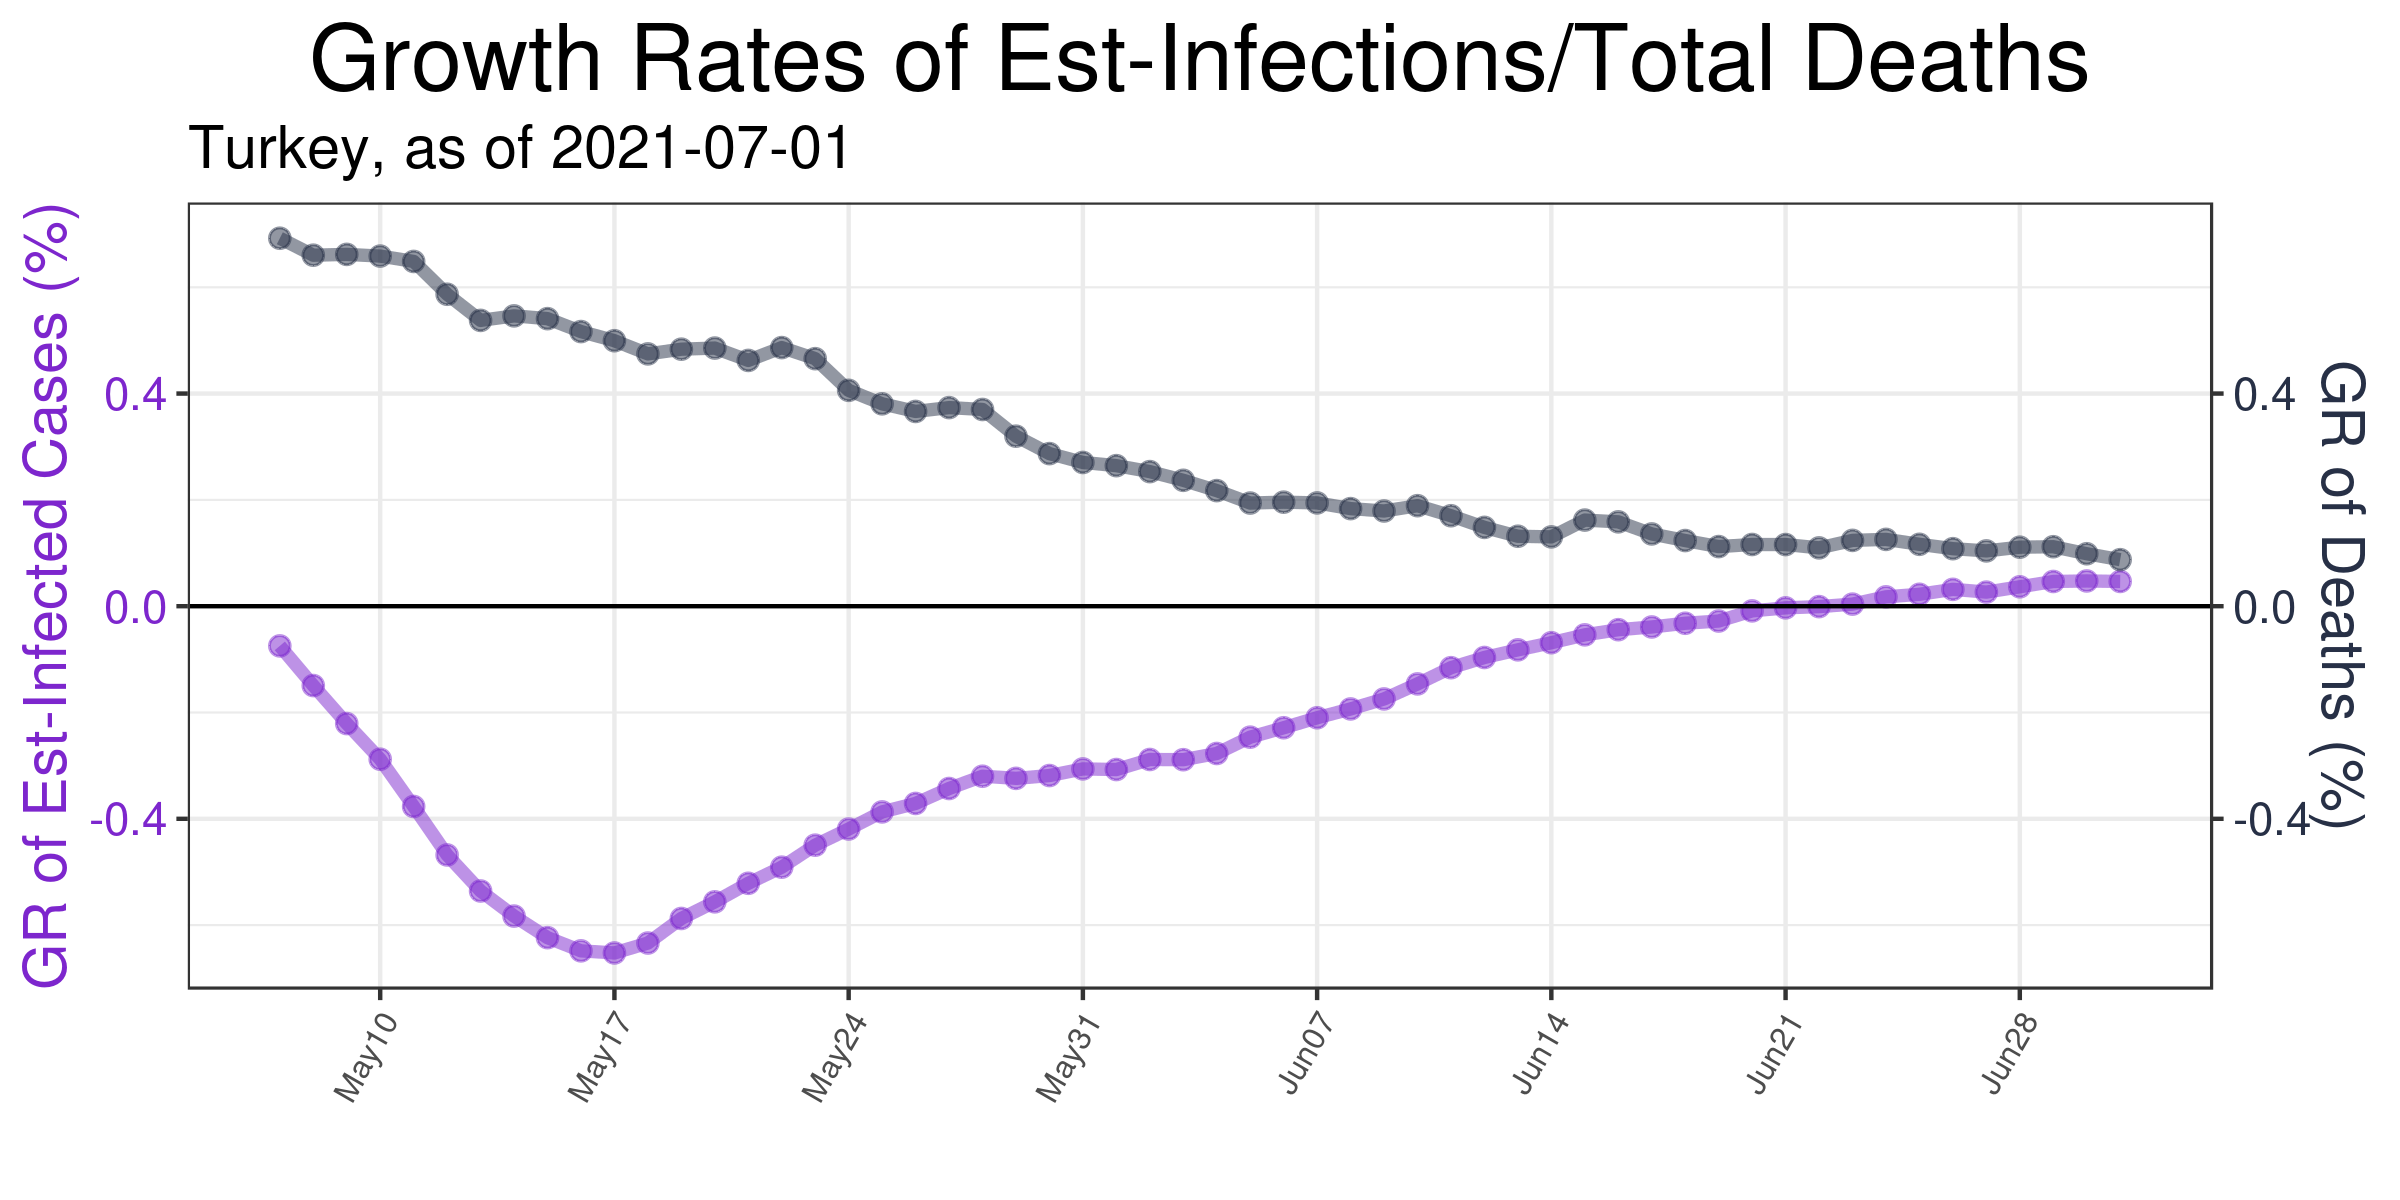 Growth Rates of Est-Infections/Total Deaths
Turkey, as of 2021-07-01
GR of Est-Infected Cases (%)
0.4
0.0
-0.4
0.4
0.0
-0.4
GR of Deaths (%)
May10
May17
May24
May31
Jun07
Jun14
Jun21
Jun28